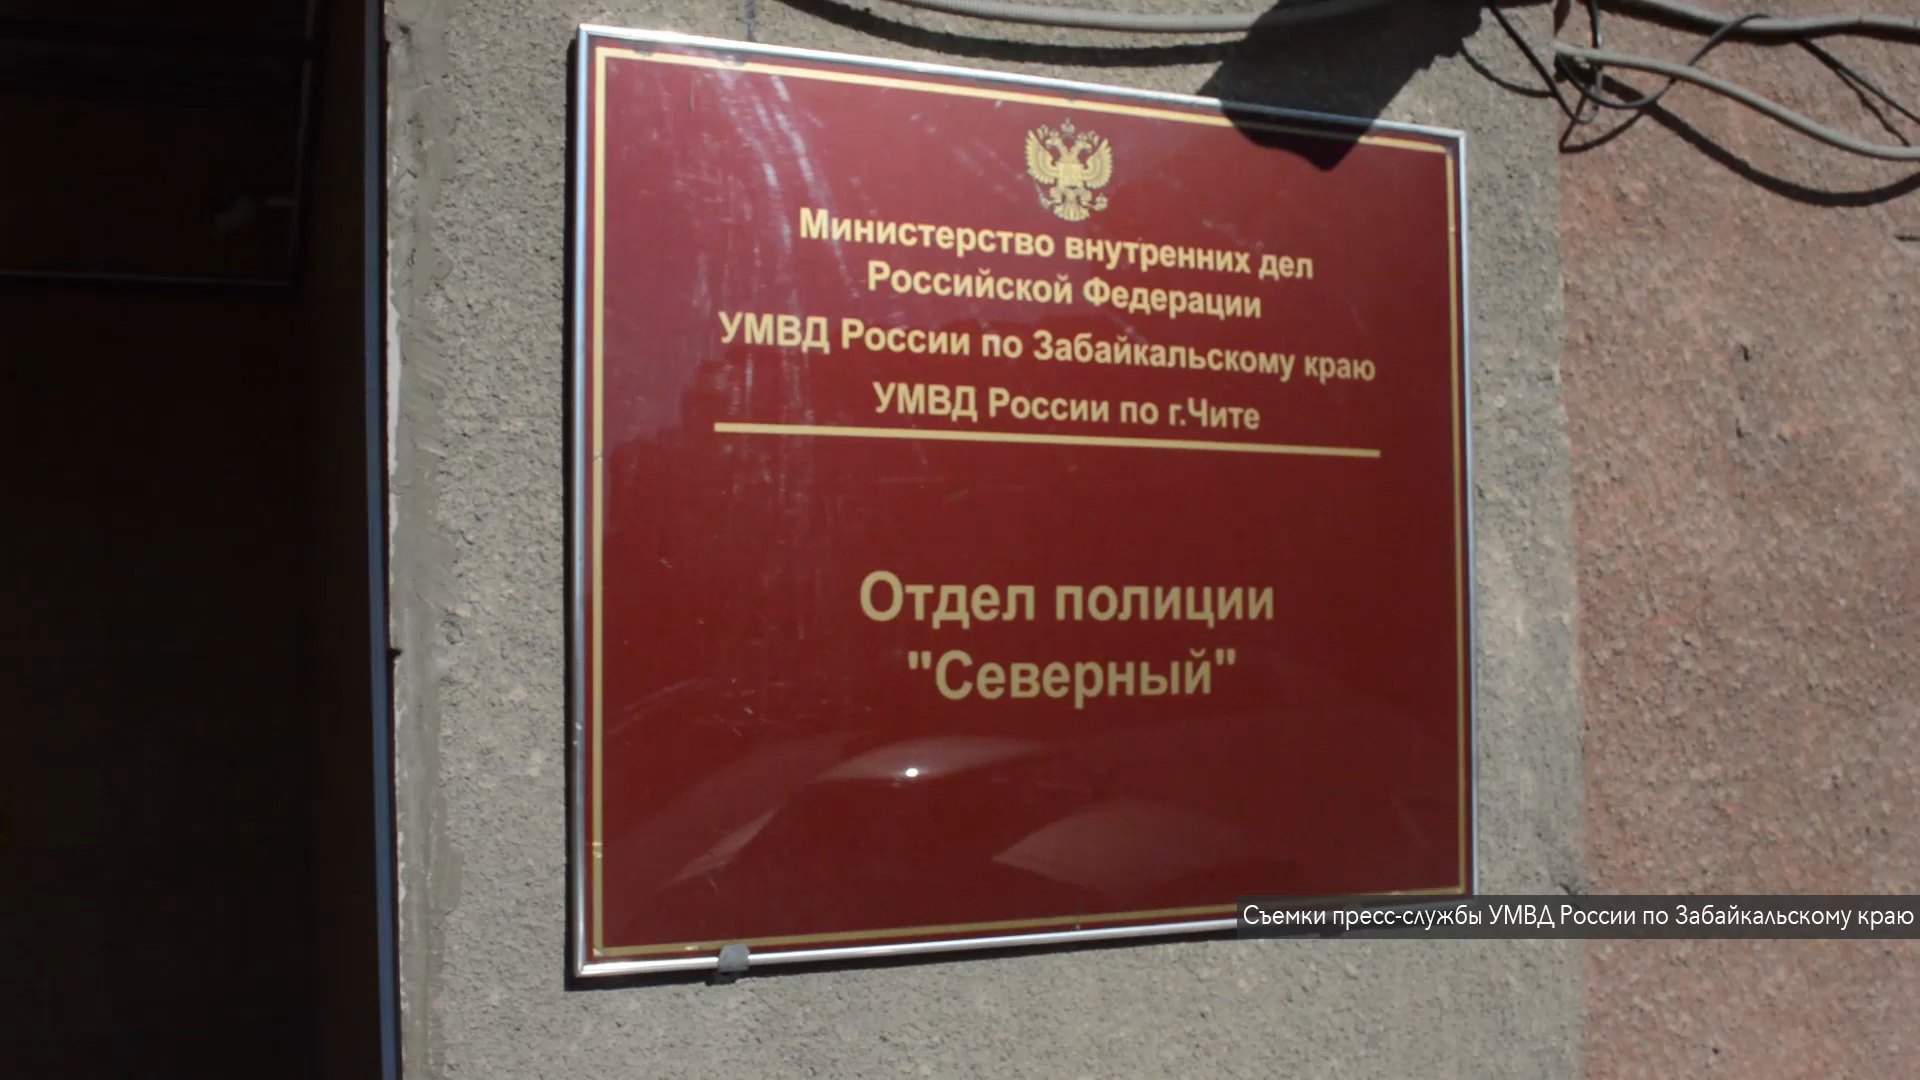 Министерство внутренних дел
Российской Федерации
УМВД России по Забайкальскому краю
УМВД России по г.Чите
Отдел полиции
"Северный"
Съемки пресс-службы УМВД России по Забайкальскому краю